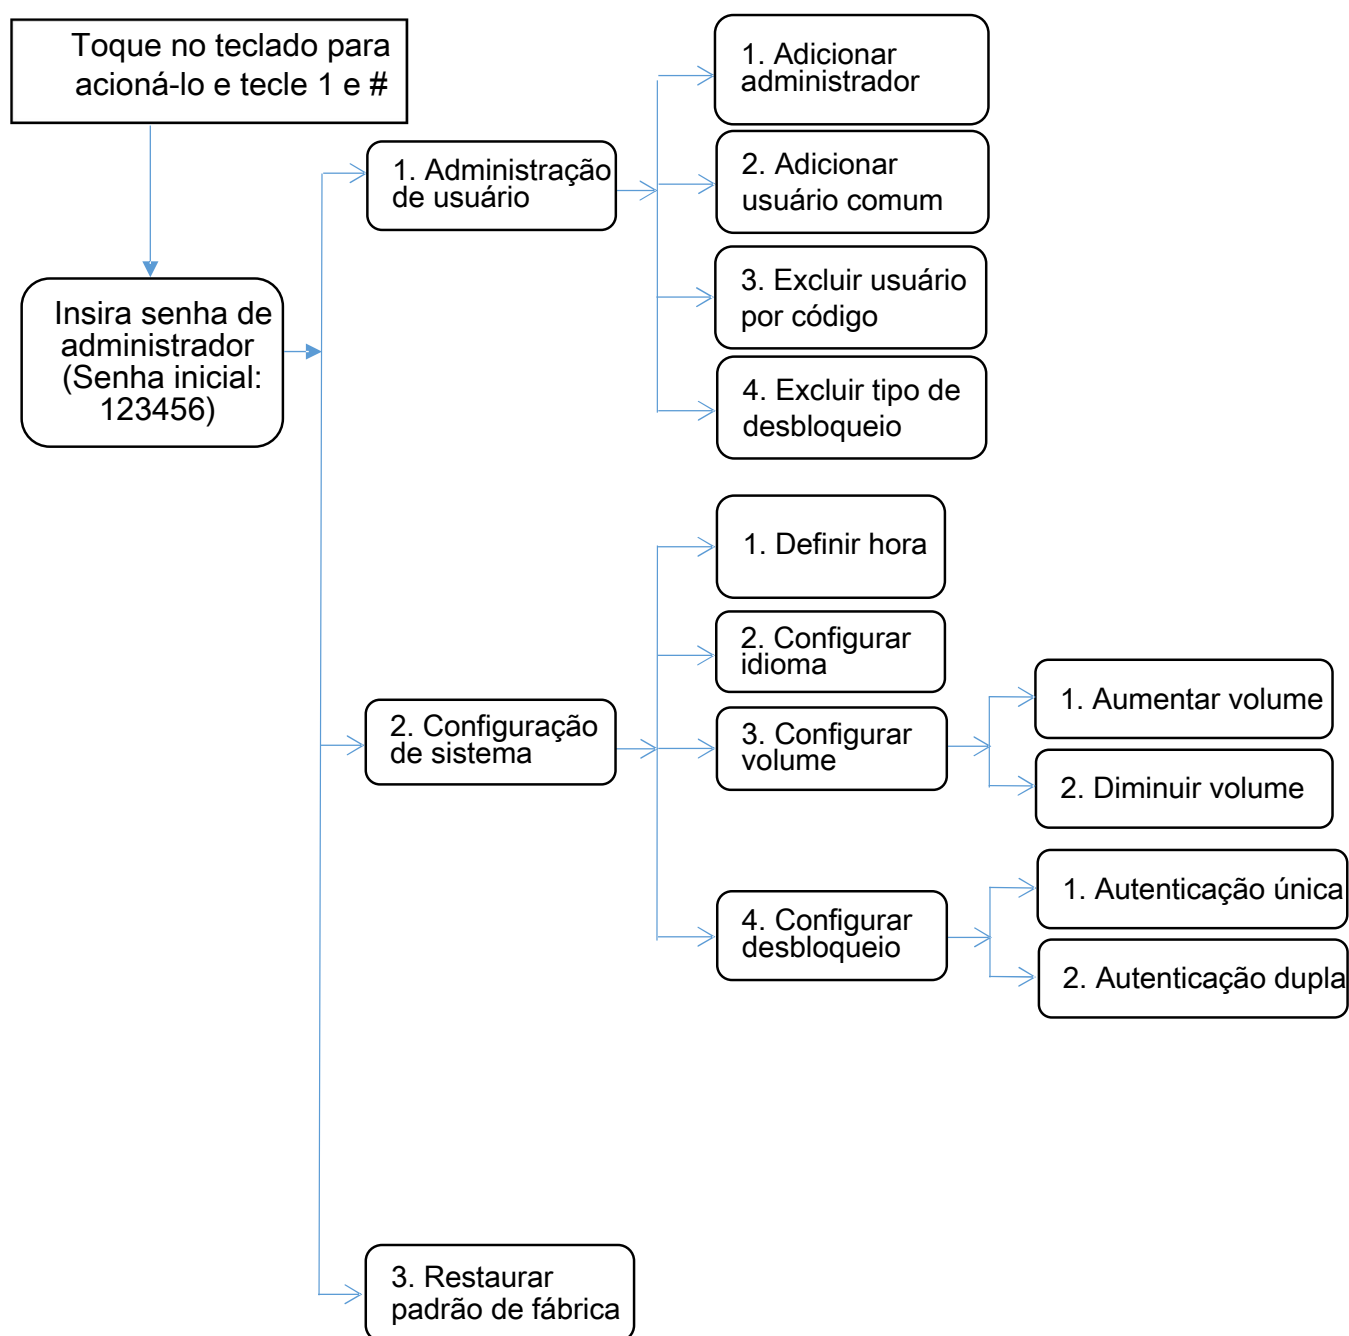 Toque no teclado para
acioná-lo e tecle 1 e #
Insira senha de
administrador
(Senha inicial:
123456)
1. Administração
de usuário
1. Adicionar
administrador
2. Adicionar
usuário comum
3. Excluir usuário
por código
4. Excluir tipo de
desbloqueio
2. Configuração
de sistema
1. Definir hora
2. Configurar
idioma
3. Configurar
volume
1. Aumentar volume
2. Diminuir volume
4. Configurar
desbloqueio
1. Autenticação única
2. Autenticação dupla
3. Restaurar
padrão de fábrica